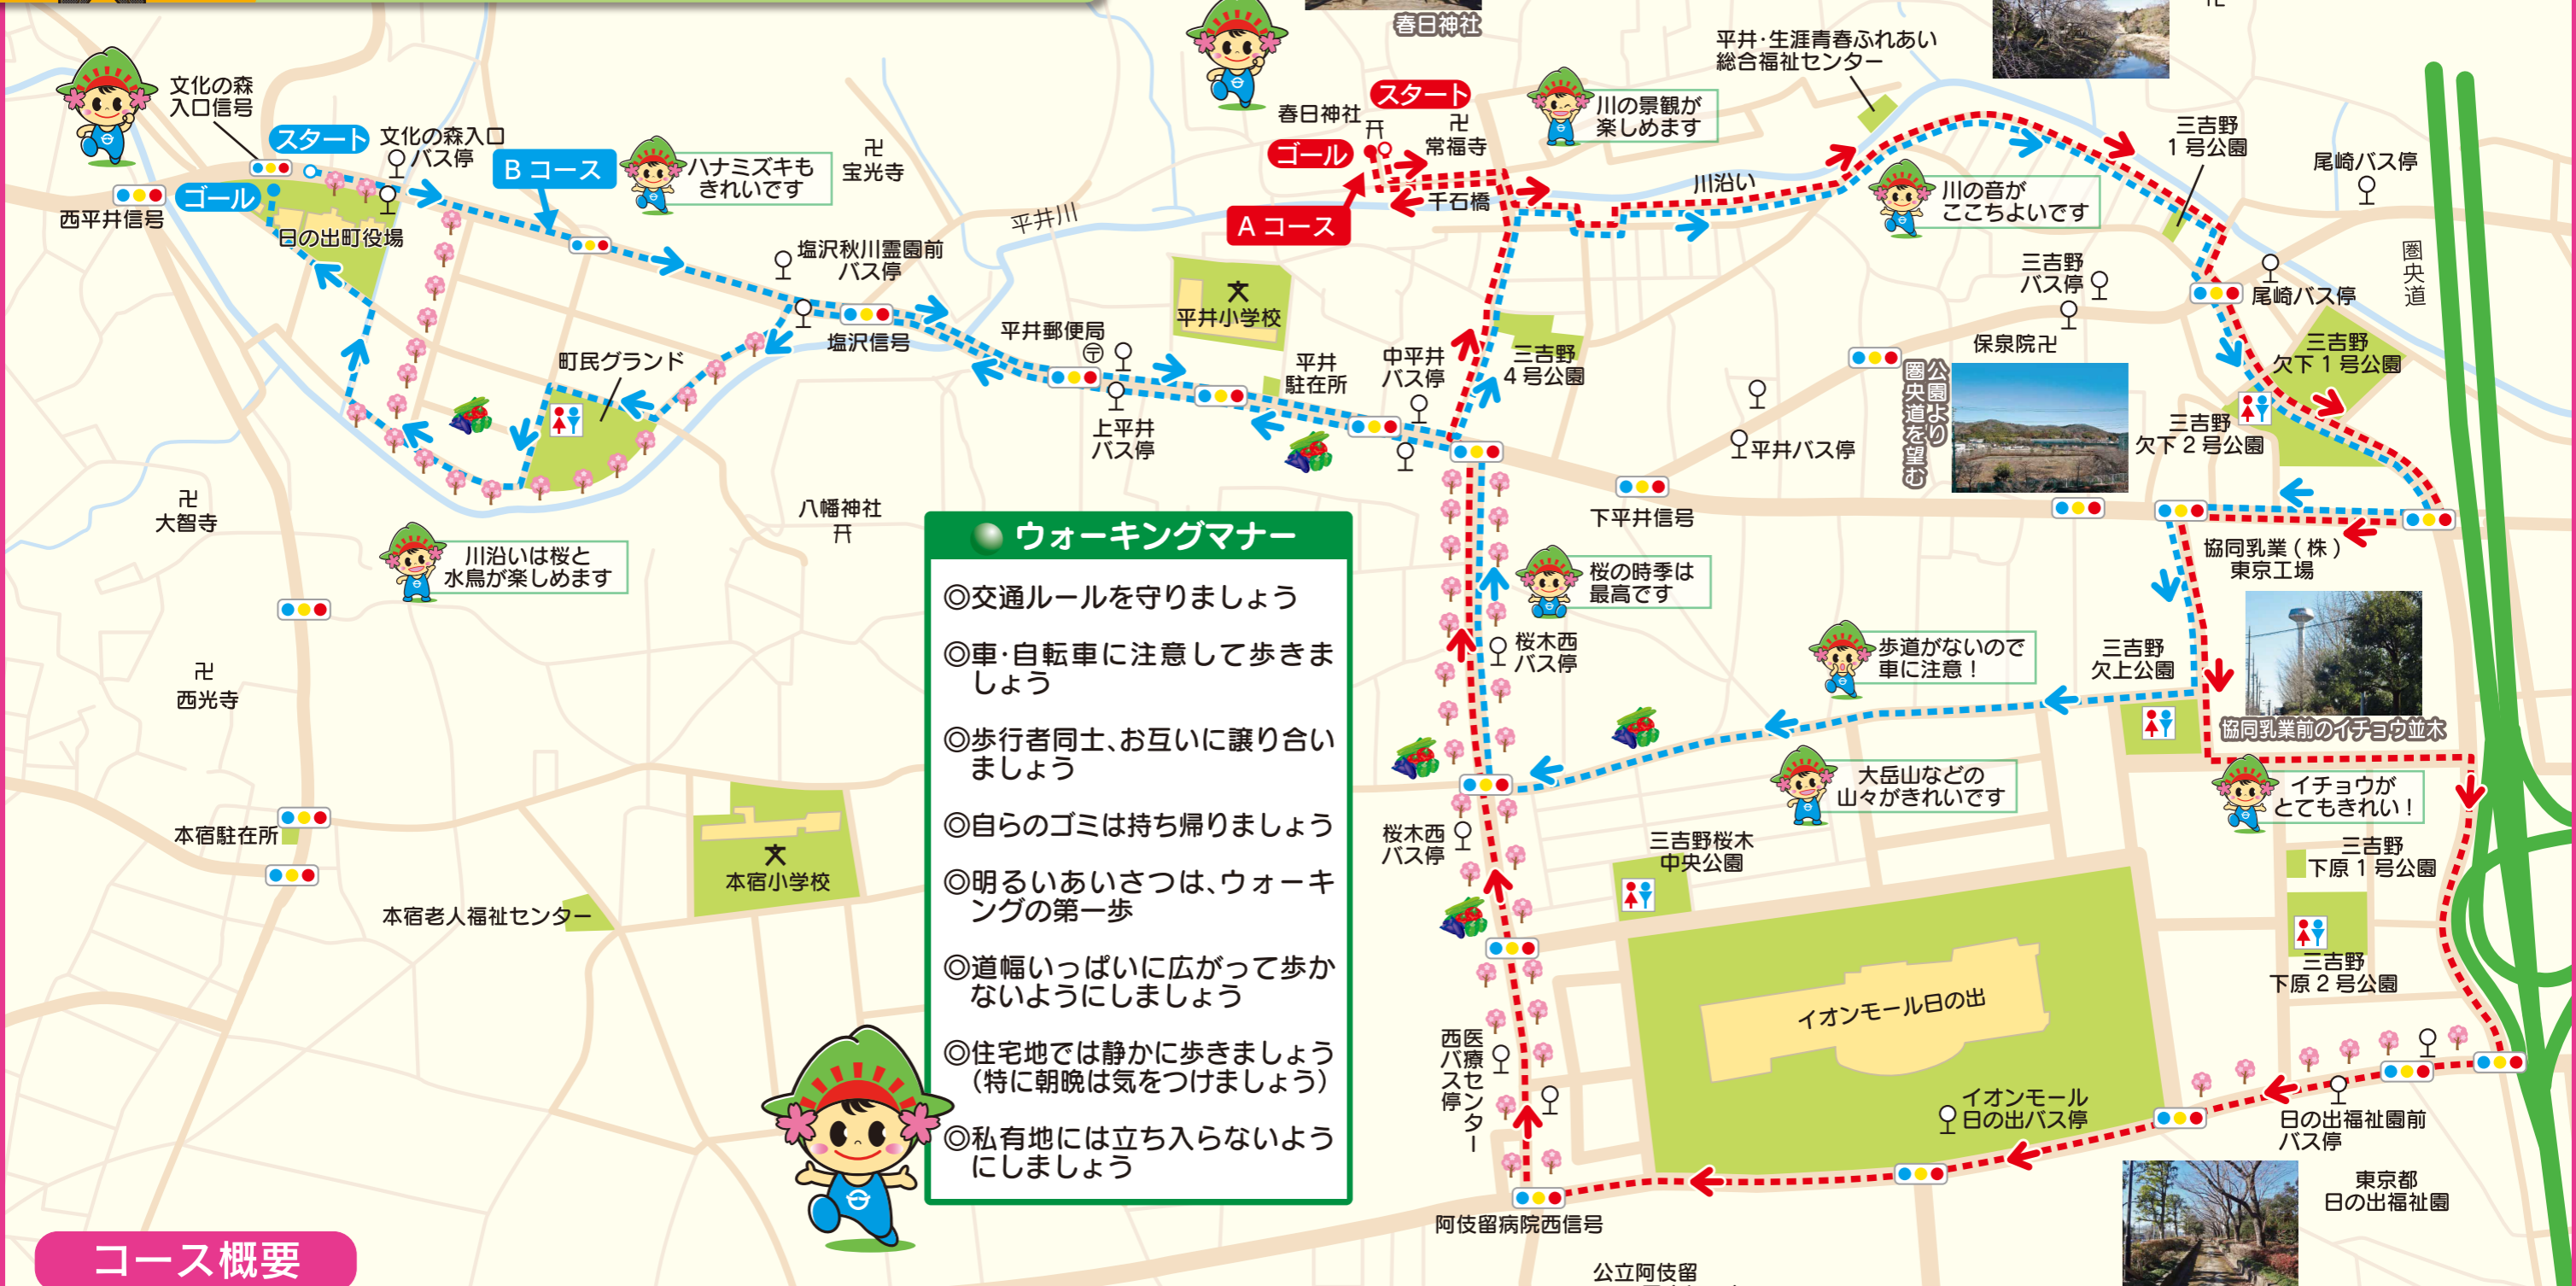 春日神社
平井・生涯青春ふれあい
総合福祉センター
文化の森
入口信号
スタート
文化の森入口
バス停
Bコース
ハナミズキも
きれいです
宝光寺
西平井信号
ゴール
日の出町役場
塩沢秋川霊園前
バス停
塩沢信号
平井川
町民グランド
平井郵便局
上平井
バス停
平井小学校
平井
駐在所
中平井
バス停
春日神社
スタート
ゴール
常福寺
千石橋
Aコース
川の景観が
楽しめます
川沿い
川の音が
ここちよいです
三吉野
1号公園
尾崎バス停
尾崎バス停
圏央道
三吉野
バス停
保泉院
三吉野
4号公園
三吉野
欠下1号公園
三吉野
欠下2号公園
公園より
圏央道を望む
平井バス停
下平井信号
協同乳業(株)
東京工場
大智寺
八幡神社
川沿いは桜と
水鳥が楽しめます
西光寺
桜の時季は
最高です
桜木西
バス停
歩道がないので
車に注意!
三吉野
欠上公園
協同乳業前のイチョウ並木
大岳山などの
山々がきれいです
イチョウが
とてもきれい!
本宿駐在所
本宿小学校
本宿老人福祉センター
桜木西
バス停
三吉野桜木
中央公園
三吉野
下原1号公園
三吉野
下原2号公園
イオンモール日の出
医療センター
西バス停
イオンモール
日の出バス停
日の出福祉園前
バス停
東京都
日の出福祉園
阿伎留病院西信号
公立阿伎留
ウォーキングマナー
◎交通ルールを守りましょう
◎車・自転車に注意して歩きま
しょう
◎歩行者同士、お互いに譲り合い
ましょう
◎自らのゴミは持ち帰りましょう
◎明るいあいさつは、ウォーキ
ングの第一歩
◎道幅いっぱいに広がって歩か
ないようにしましょう
◎住宅地では静かに歩きましょう
(特に朝晩は気をつけましょう)
◎私有地には立ち入らないよう
にしましょう
コース概要